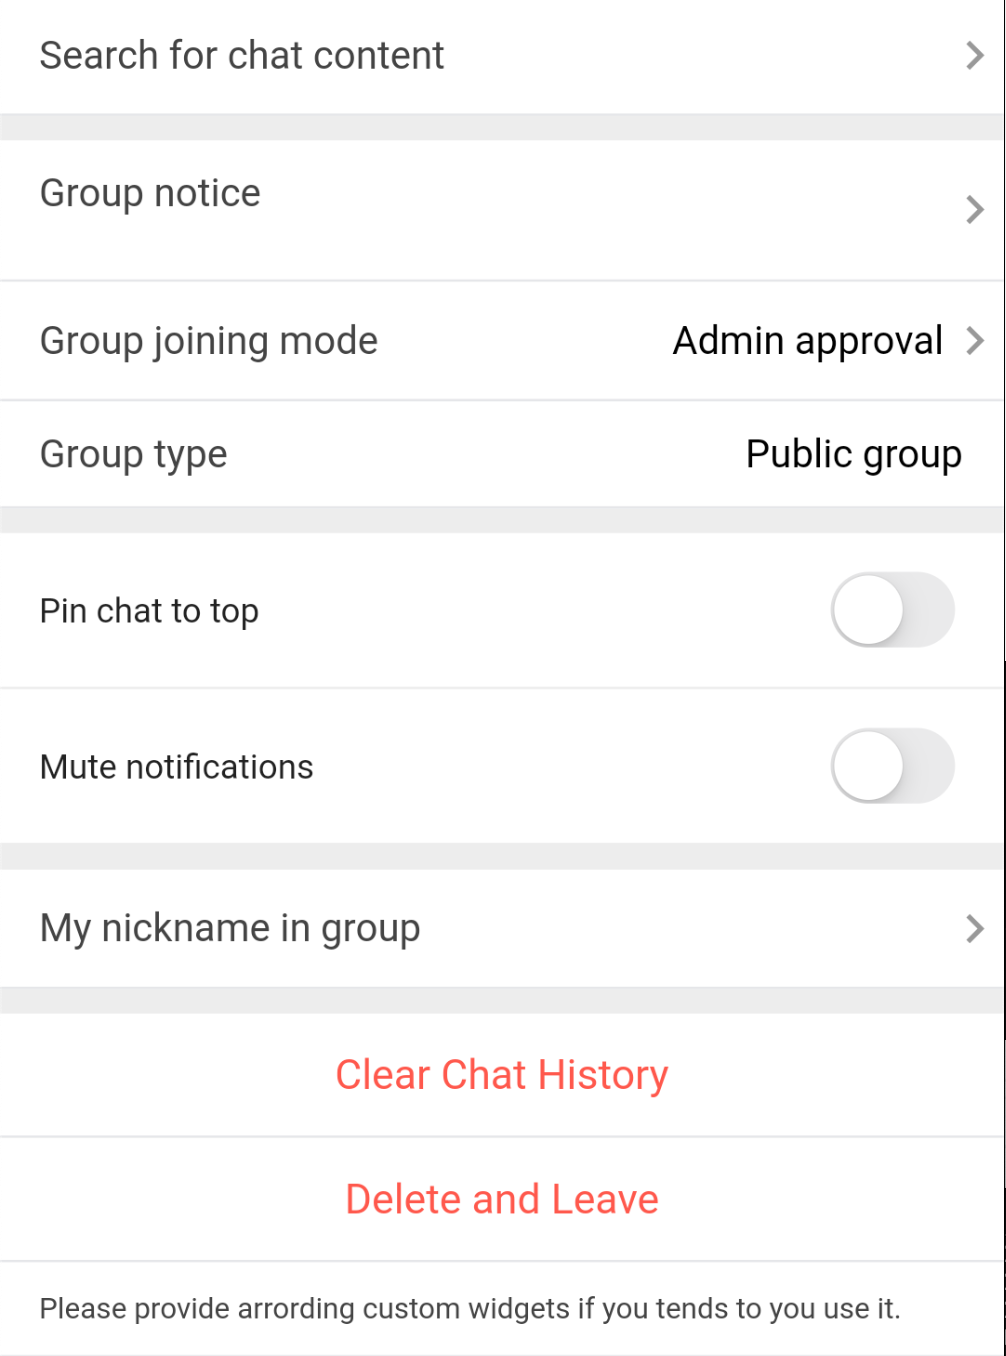 Search for chat content
Group notice
Group joining mode Admin approval
Group type Public group
Pin chat to top
Mute notifications
My nickname in group
Clear Chat History
Delete and Leave
Please provide arrording custom widgets if you tends to you use it.